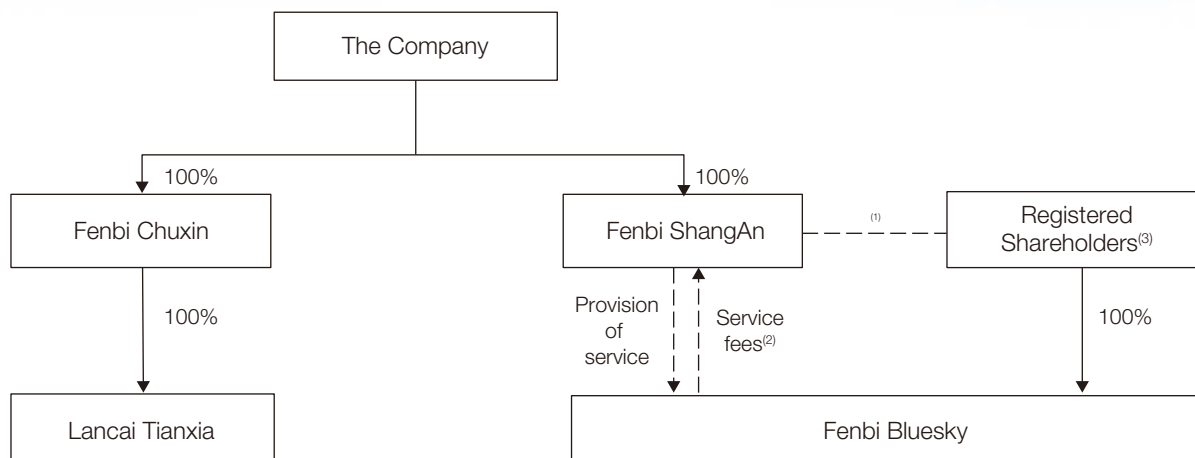 The Company
100%
100%
Fenbi Chuxin
Fenbi ShangAn
(1)
Registered
Shareholders(3)
100%
Provision
of
service
Service
fees(2)
100%
Lancai Tianxia
Fenbi Bluesky